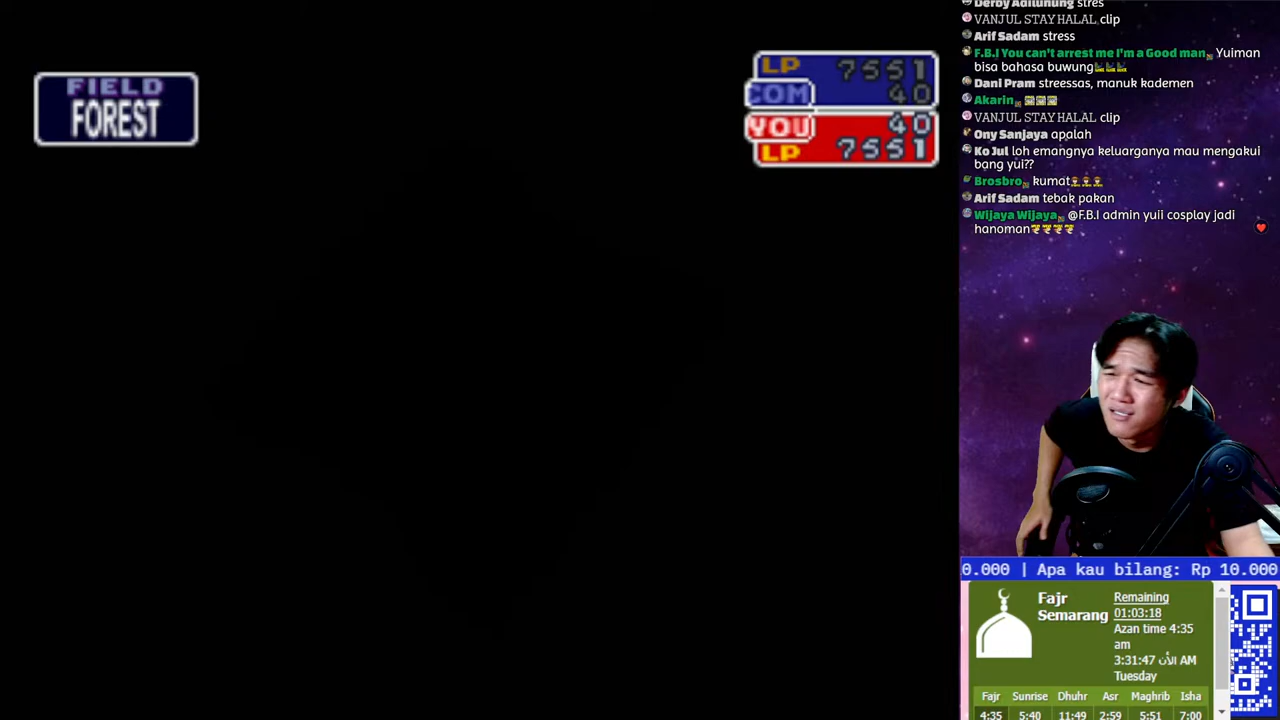 FIELD
FOREST
LP 7551
COM 40
YOU 40
LP 7551
Derby Adilunung stres
VANJUL STAY HALAL clip
Arif Sadam stress
F.B.I You can't arrest me I'm a Good man Yuiman
bisa bahasa buwung
Dani Pram streessas, manuk kademen
Akarin
VANJUL STAY HALAL clip
Ony Sanjaya apalah
Ko Jul loh emangnya keluarganya mau mengakui
bang yui??
Brosbro kumat
Arif Sadam tebak pakan
Wijaya Wijaya @F.B.I admin yuii cosplay jadi
hanoman
0.000 | Apa kau bilang: Rp 10.000
Fajr
Semarang
Remaining
01:03:18
Azan time 4:35
am
3:31:47 الآن AM
Tuesday
Fajr Sunrise Dhuhr Asr Maghrib Isha
4:35 5:40 11:49 2:59 5:51 7:00